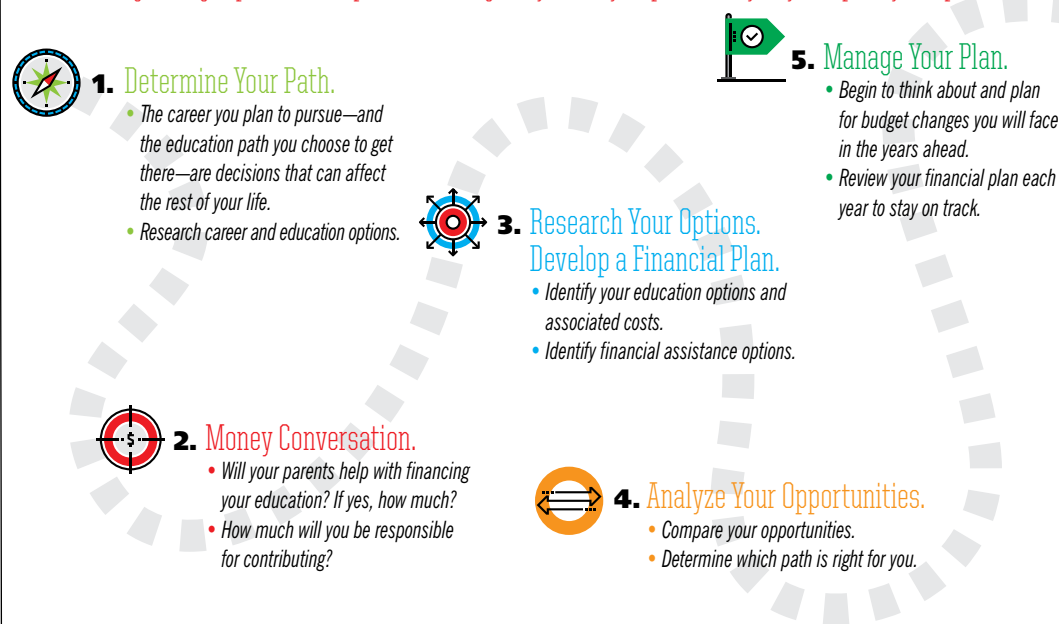 1. Determine Your Path.
• The career you plan to pursue—and
the education path you choose to get
there—are decisions that can affect
the rest of your life.
• Research career and education options.
2. Money Conversation.
• Will your parents help with financing
your education? If yes, how much?
• How much will you be responsible
for contributing?
$
3. Research Your Options.
Develop a Financial Plan.
• Identify your education options and
associated costs.
• Identify financial assistance options.
4. Analyze Your Opportunities.
• Compare your opportunities.
• Determine which path is right for you.
5. Manage Your Plan.
• Begin to think about and plan
for budget changes you will face
in the years ahead.
• Review your financial plan each
year to stay on track.